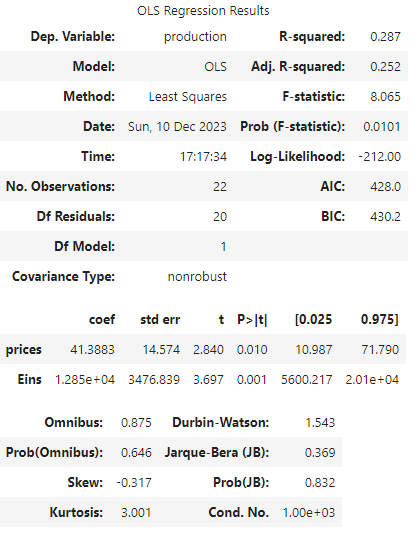 OLS Regression Results
Dep. Variable: production R-squared: 0.287
Model: OLS Adj. R-squared: 0.252
Method: Least Squares F-statistic: 8.065
Date: Sun, 10 Dec 2023 Prob (F-statistic): 0.0101
Time: 17:17:34 Log-Likelihood: -212.00
No. Observations: 22 AIC: 428.0
Df Residuals: 20 BIC: 430.2
Df Model: 1
Covariance Type: nonrobust
coef std err t P>|t| [0.025 0.975]
prices 41.3883 14.574 2.840 0.010 10.987 71.790
Eins 1.285e+04 3476.839 3.697 0.001 5600.217 2.01e+04
Omnibus: 0.875 Durbin-Watson: 1.543
Prob(Omnibus): 0.646 Jarque-Bera (JB): 0.369
Skew: -0.317 Prob(JB): 0.832
Kurtosis: 3.001 Cond. No. 1.00e+03